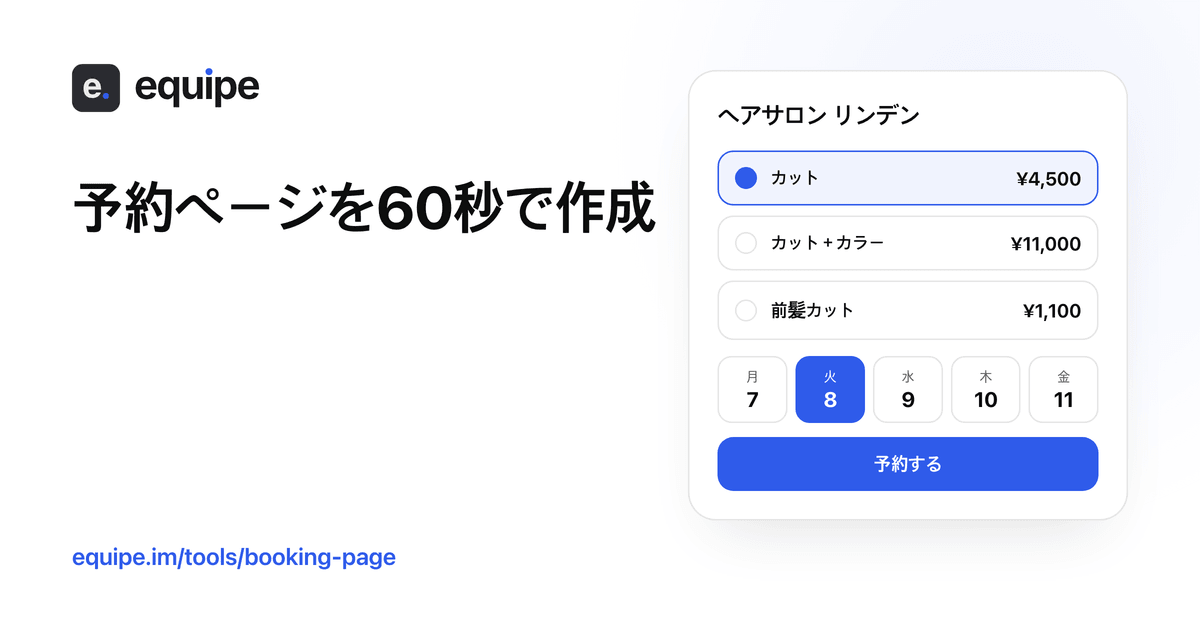 e.
equipe
予約ページを60秒で作成
equipe.im/tools/booking-page
ヘアサロン リンデン
カット ¥4,500
カット + カラー ¥11,000
前髪カット ¥1,100
月 火 水 木 金
7 8 9 10 11
予約する